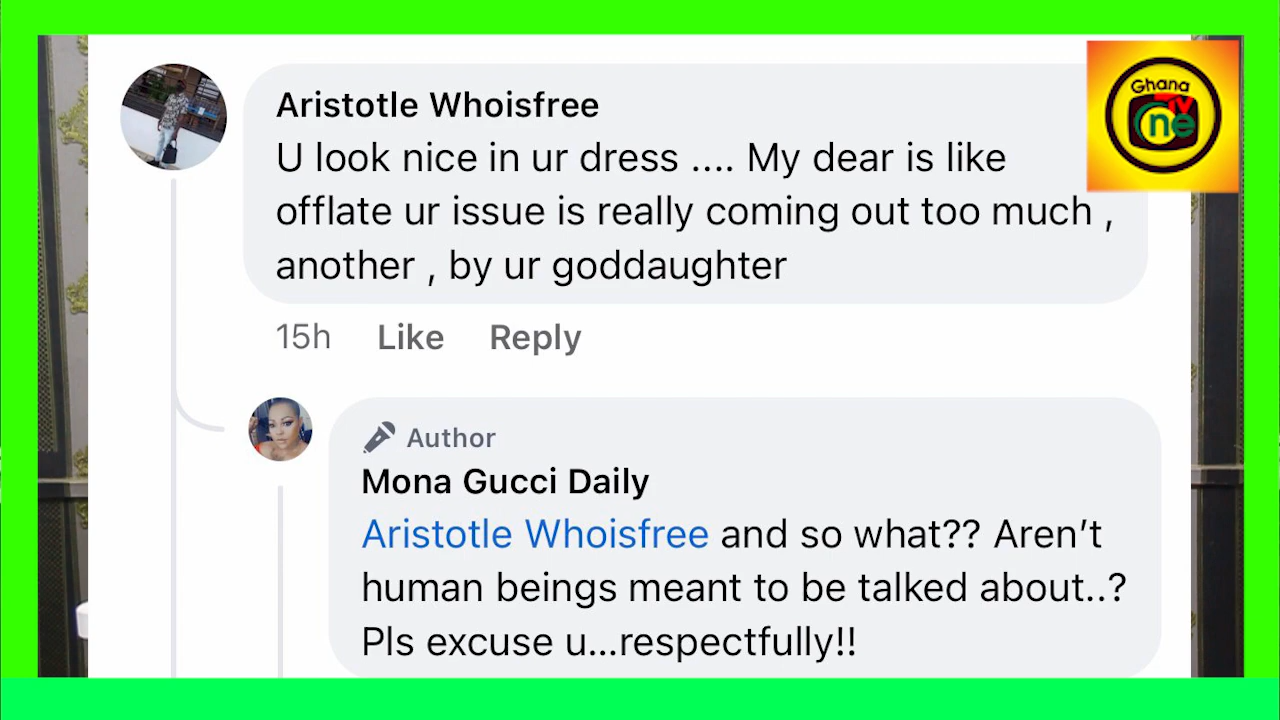 Ghana
TV
One
Aristotle Whoisfree
U look nice in ur dress .... My dear is like
offlate ur issue is really coming out too much ,
another , by ur goddaughter
15h Like Reply
Author
Mona Gucci Daily
Aristotle Whoisfree and so what?? Aren’t
human beings meant to be talked about..?
Pls excuse u...respectfully!!